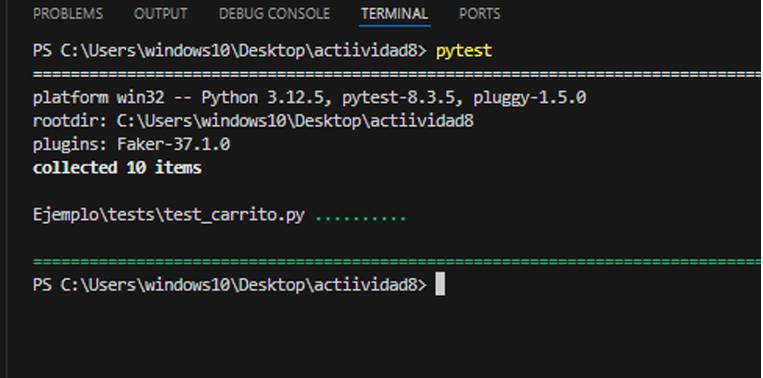 PROBLEMS OUTPUT DEBUG CONSOLE TERMINAL PORTS
PS C:\Users\windows10\Desktop\actiividad8> pytest
================================================================================
platform win32 -- Python 3.12.5, pytest-8.3.5, pluggy-1.5.0
rootdir: C:\Users\windows10\Desktop\actiividad8
plugins: Faker-37.1.0
collected 10 items
Ejemplo\tests\test_carrito.py ..........
================================================================================
PS C:\Users\windows10\Desktop\actiividad8>